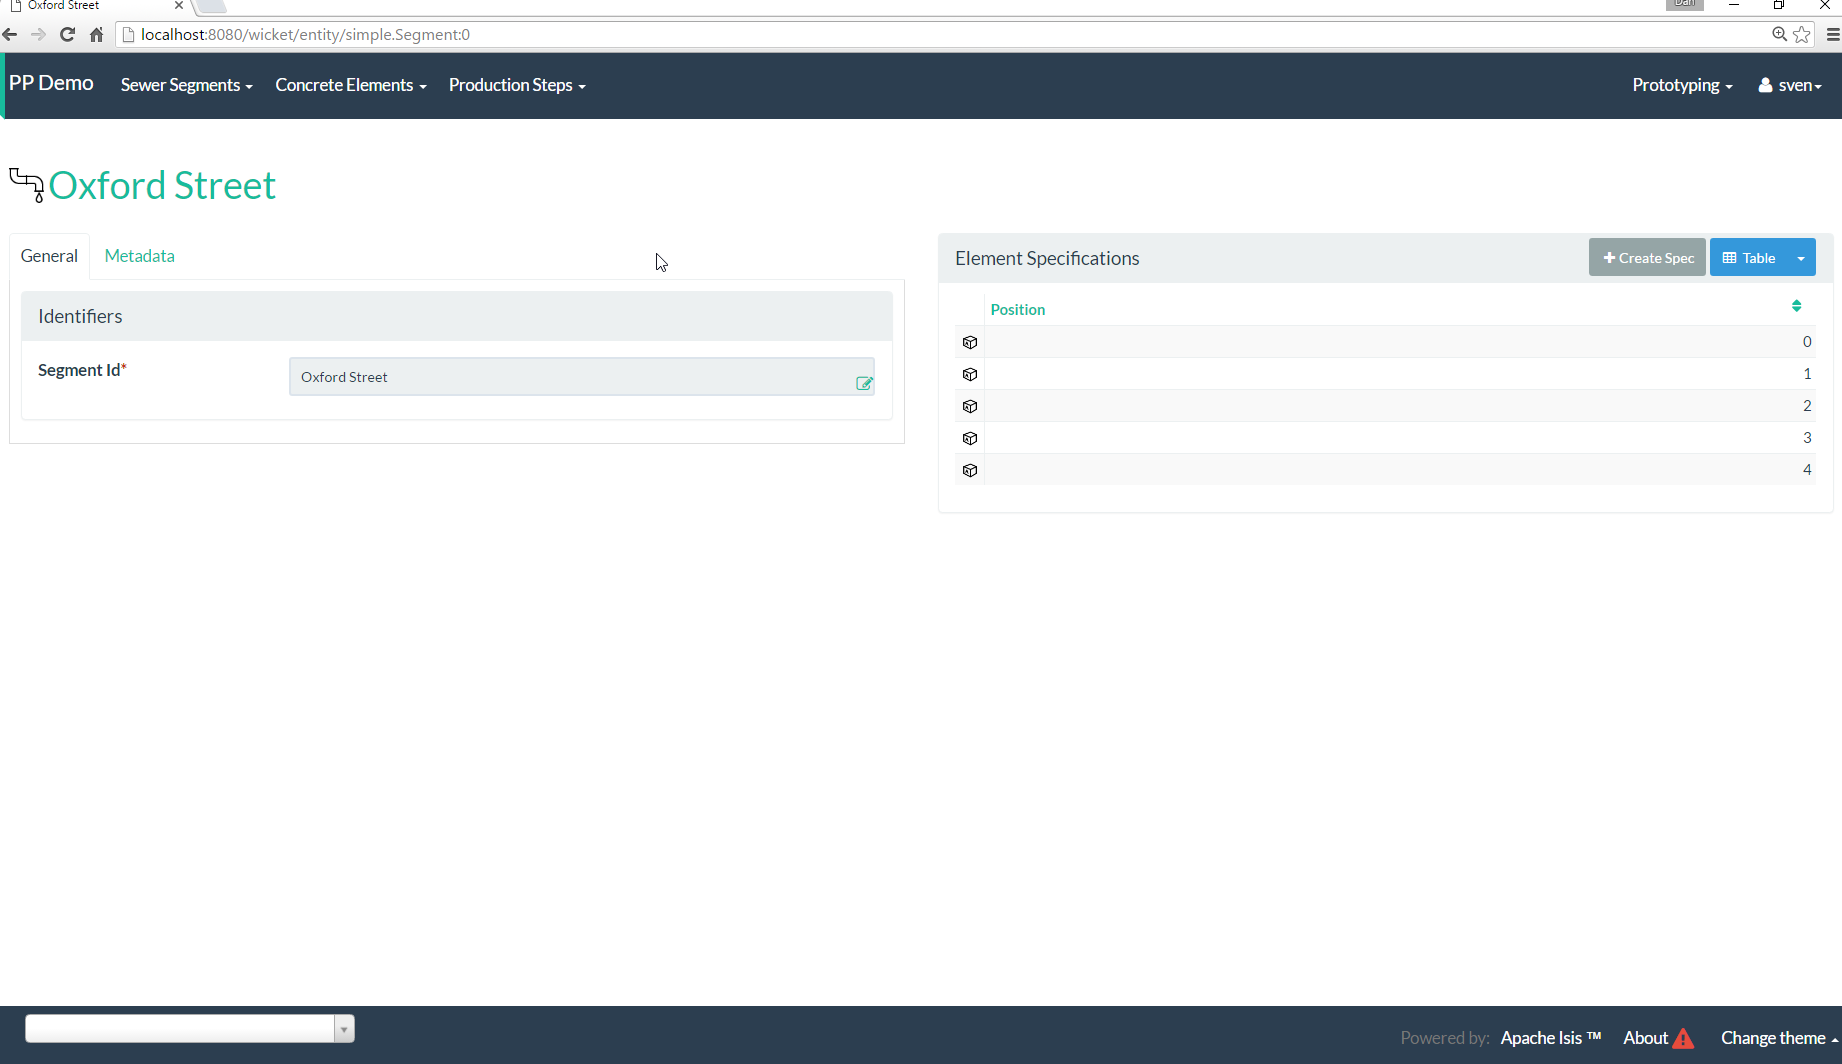 Oxford Street
Dan
localhost:8080/wicket/entity/simple.Segment:0
PP Demo Sewer Segments Concrete Elements Production Steps Prototyping sven
Oxford Street
General Metadata
Identifiers
Segment Id* Oxford Street
Element Specifications Create Spec Table
Position
0
1
2
3
4
Powered by: Apache Isis ™ About Change theme